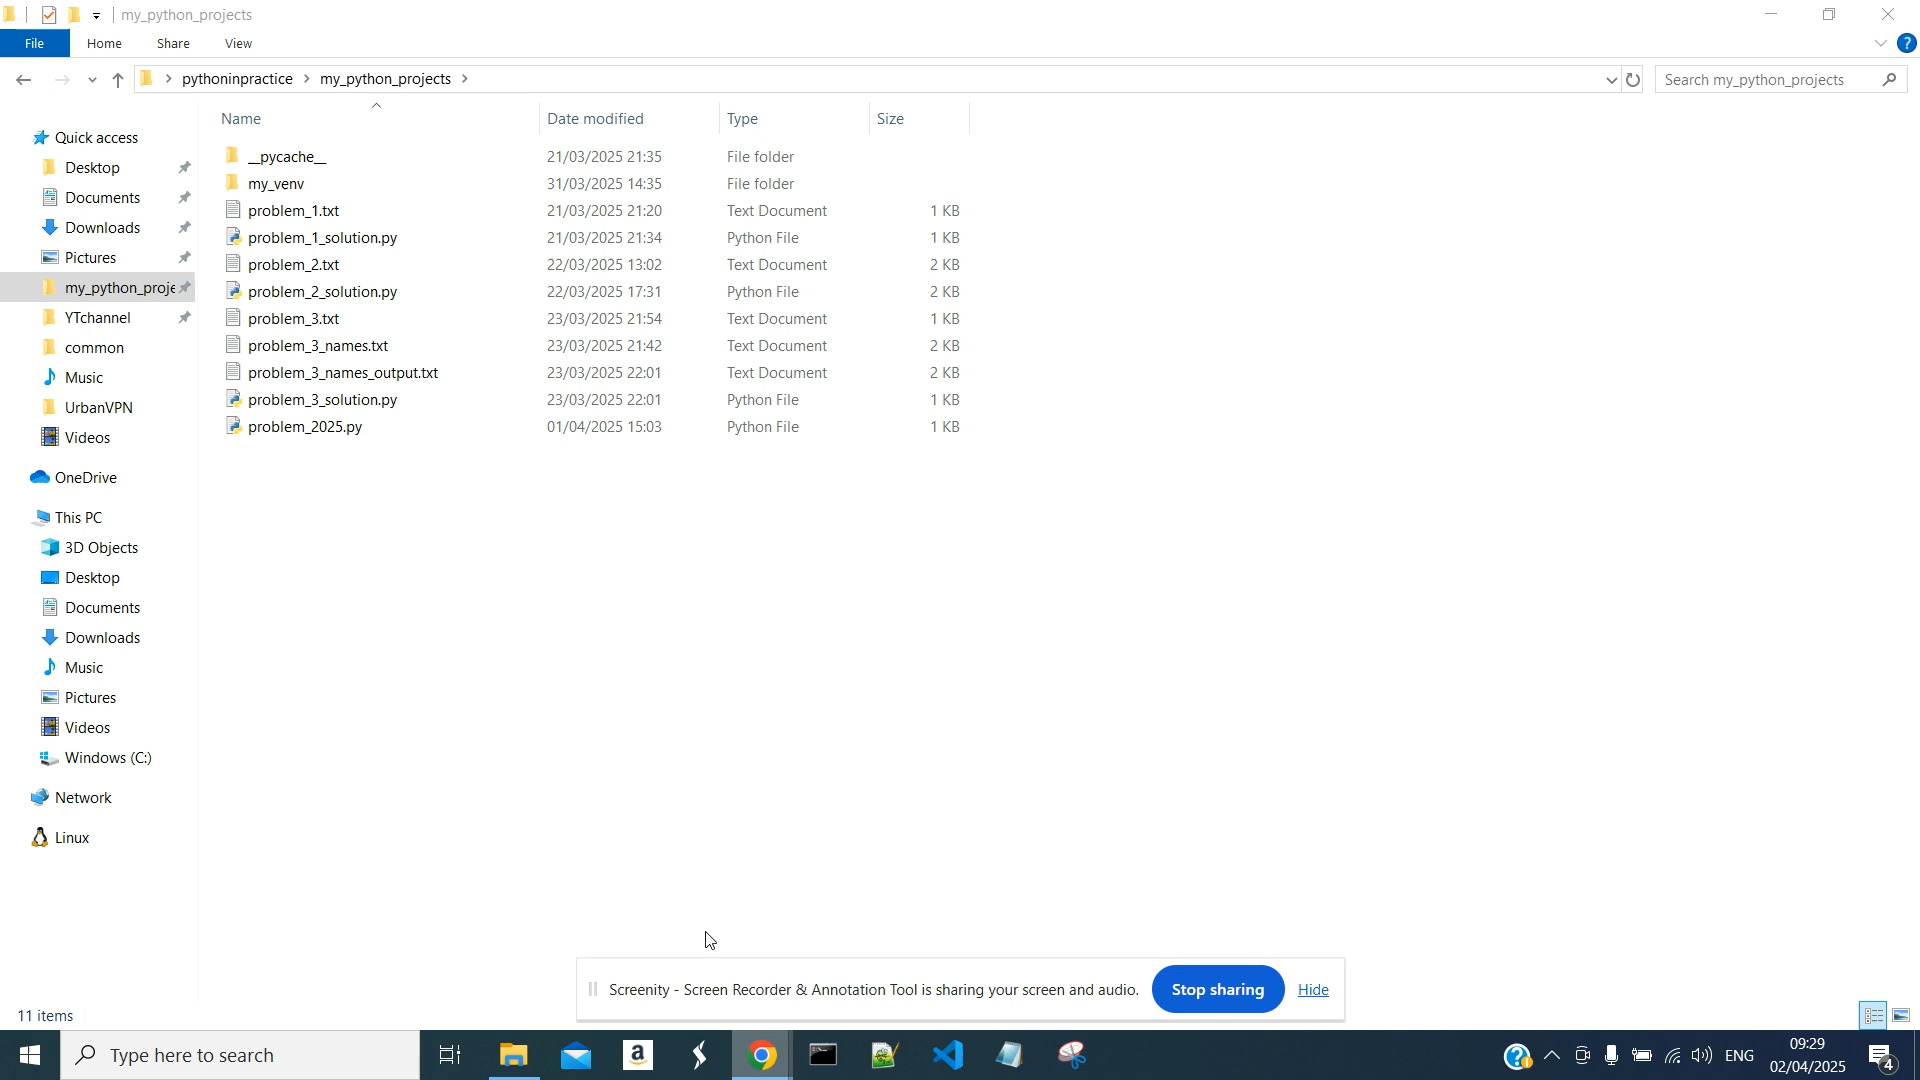 my_python_projects
File Home Share View
pythoninpractice my_python_projects
Search my_python_projects
Name Date modified Type Size
Quick access
Desktop
Documents
Downloads
Pictures
my_python_proje
YTchannel
common
Music
UrbanVPN
Videos
OneDrive
This PC
3D Objects
Desktop
Documents
Downloads
Music
Pictures
Videos
Windows (C:)
Network
Linux
__pycache__ 21/03/2025 21:35 File folder
my_venv 31/03/2025 14:35 File folder
problem_1.txt 21/03/2025 21:20 Text Document 1 KB
problem_1_solution.py 21/03/2025 21:34 Python File 1 KB
problem_2.txt 22/03/2025 13:02 Text Document 2 KB
problem_2_solution.py 22/03/2025 17:31 Python File 2 KB
problem_3.txt 23/03/2025 21:54 Text Document 1 KB
problem_3_names.txt 23/03/2025 21:42 Text Document 2 KB
problem_3_names_output.txt 23/03/2025 22:01 Text Document 2 KB
problem_3_solution.py 23/03/2025 22:01 Python File 1 KB
problem_2025.py 01/04/2025 15:03 Python File 1 KB
Screenity - Screen Recorder & Annotation Tool is sharing your screen and audio. Stop sharing Hide
11 items
Type here to search
a
ENG
09:29
02/04/2025
4